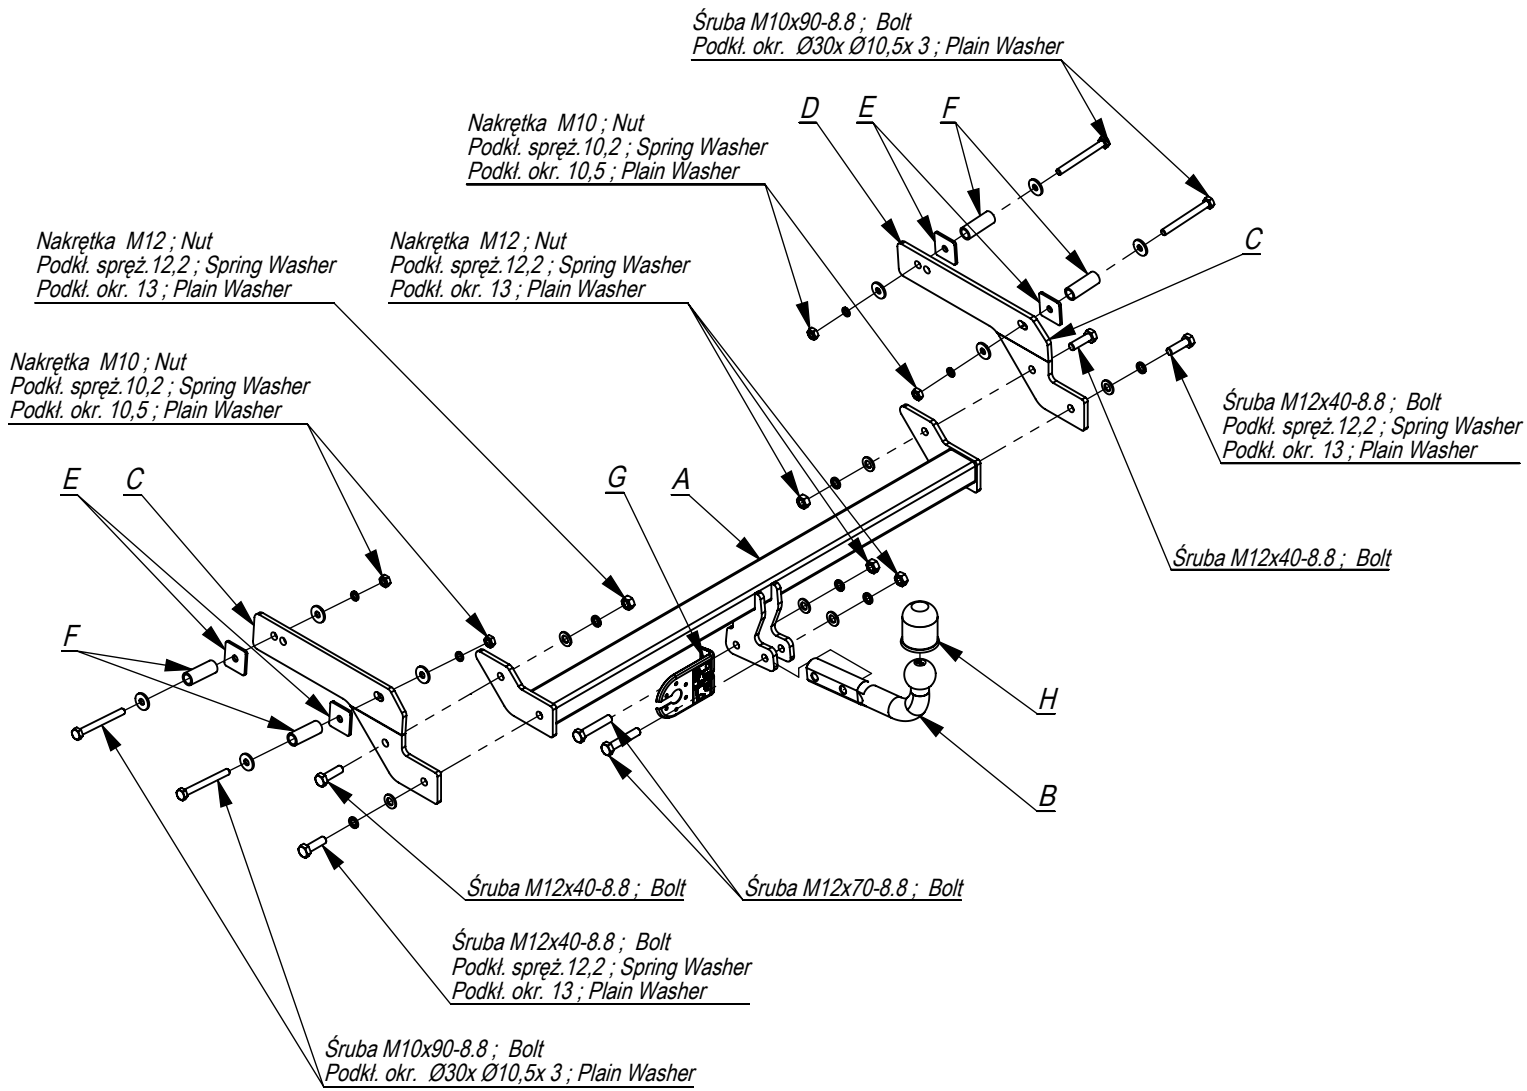 Śruba M10x90-8.8 ; Bolt
Podkł. okr. Ø30x Ø10,5x 3 ; Plain Washer
D
E
F
Nakrętka M10 ; Nut
Podkł. spręż.10,2 ; Spring Washer
Podkł. okr. 10,5 ; Plain Washer
Nakrętka M12 ; Nut
Podkł. spręż.12,2 ; Spring Washer
Podkł. okr. 13 ; Plain Washer
Nakrętka M12 ; Nut
Podkł. spręż.12,2 ; Spring Washer
Podkł. okr. 13 ; Plain Washer
C
Nakrętka M10 ; Nut
Podkł. spręż.10,2 ; Spring Washer
Podkł. okr. 10,5 ; Plain Washer
Śruba M12x40-8.8 ; Bolt
Podkł. spręż.12,2 ; Spring Washer
Podkł. okr. 13 ; Plain Washer
E
C
G
A
Śruba M12x40-8.8 ; Bolt
F
H
B
Śruba M12x40-8.8 ; Bolt
Śruba M12x70-8.8 ; Bolt
Śruba M12x40-8.8 ; Bolt
Podkł. spręż.12,2 ; Spring Washer
Podkł. okr. 13 ; Plain Washer
Śruba M10x90-8.8 ; Bolt
Podkł. okr. Ø30x Ø10,5x 3 ; Plain Washer